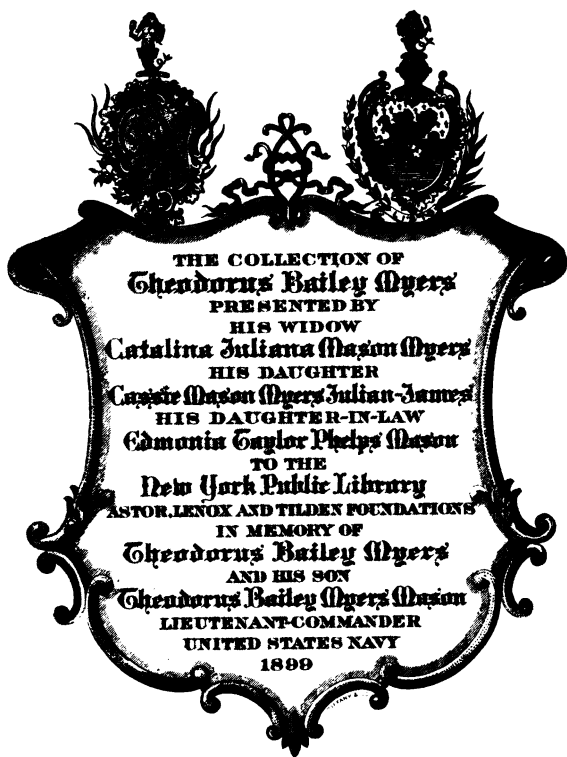 THE COLLECTION OF
Theodorus Bailey Myers
PRESENTED BY
HIS WIDOW
Catalina Juliana Mason Myers
HIS DAUGHTER
Cassie Mason Myers Julian-James
HIS DAUGHTER-IN-LAW
Edmonia Taylor Phelps Mason
TO THE
New York Public Library
ASTOR, LENOX AND TILDEN FOUNDATIONS
IN MEMORY OF
Theodorus Bailey Myers
AND HIS SON
Theodorus Bailey Myers Mason
LIEUTENANT-COMMANDER
UNITED STATES NAVY
1899